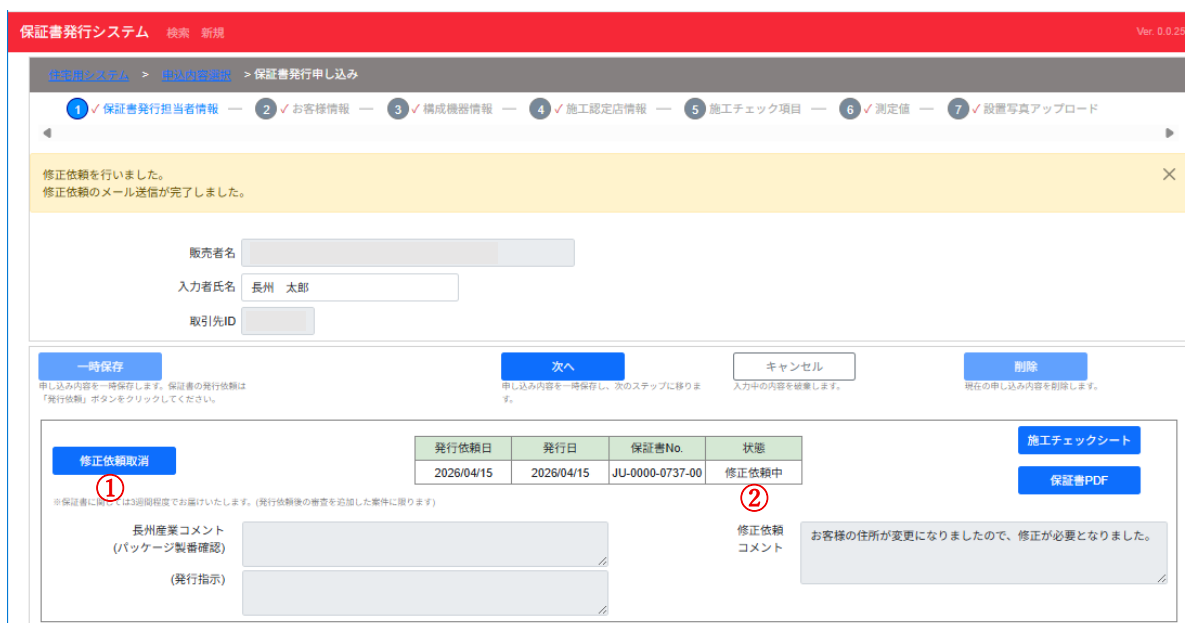 保証書発行システム 検索 新規 Ver. 0.0.25
住宅用システム > 申込内容選択 > 保証書発行申し込み
1 ✓保証書発行担当者情報 — 2 ✓お客様情報 — 3 ✓構成機器情報 — 4 ✓施工認定店情報 — 5 施工チェック項目 — 6 ✓測定値 — 7 ✓設置写真アップロード
修正依頼を行いました。
修正依頼のメール送信が完了しました。
販売者名
入力者氏名 長州 太郎
取引先ID
一時保存 次へ キャンセル 削除
申し込み内容を一時保存します。保証書の発行依頼は
「発行依頼」ボタンをクリックしてください。
申し込み内容を一時保存し、次のステップに移りま
す。
入力中の内容を破棄します。
現在の申し込み内容を削除します。
修正依頼取消
①
発行依頼日 発行日 保証書No. 状態
2026/04/15 2026/04/15 JU-0000-0737-00 修正依頼中
②
施工チェックシート
保証書PDF
※保証書に関しては3週間程度でお届けいたします。(発行依頼後の審査を追加した案件に限ります)
長州産業コメント
(パッケージ製番確認)
(発行指示)
修正依頼
コメント
お客様の住所が変更になりましたので、修正が必要となりました。